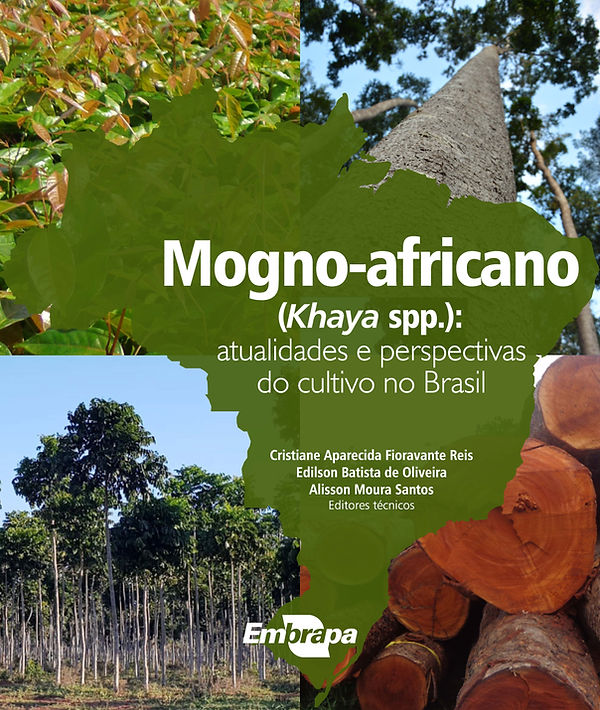 Mogno-africano
(Khaya spp.):
atualidades e perspectivas
do cultivo no Brasil
Cristiane Aparecida Fioravante Reis
Edilson Batista de Oliveira
Alisson Moura Santos
Editores técnicos
Embrapa